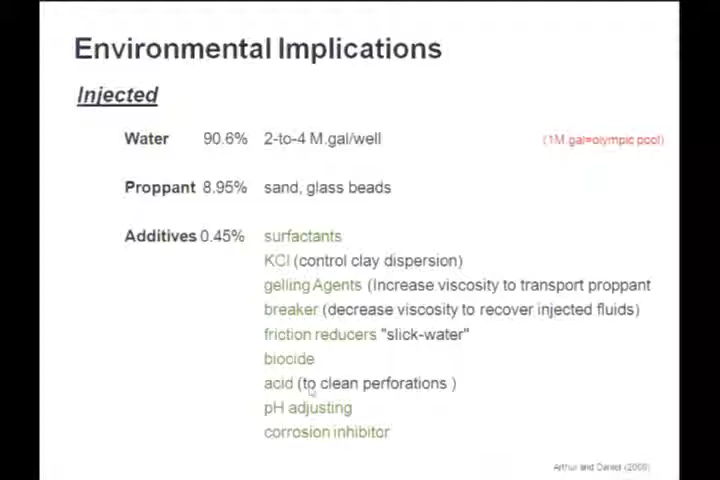 Environmental Implications
Injected
Water 90.6% 2-to-4 M.gal/well (1M gal=olympic pool)
Proppant 8.95% sand, glass beads
Additives 0.45% surfactants
KCl (control clay dispersion)
gelling Agents (Increase viscosity to transport proppant
breaker (decrease viscosity to recover injected fluids)
friction reducers "slick-water"
biocide
acid (to clean perforations )
pH adjusting
corrosion inhibitor
Arthur and Daniel